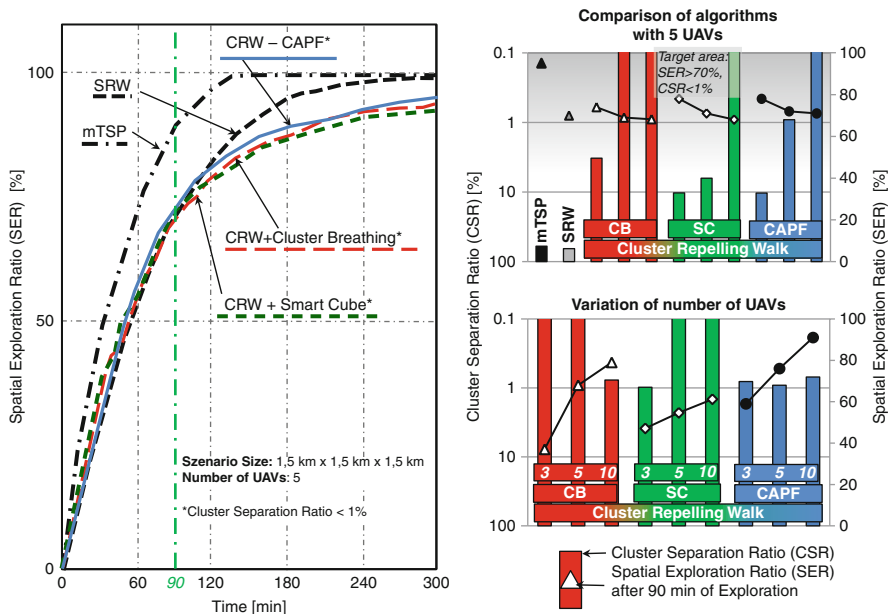 Spatial Exploration Ratio (SER) [%]
100
50
0
CRW – CAPF*
SRW
mTSP
CRW+Cluster Breathing*
CRW + Smart Cube*
Szenario Size: 1,5 km x 1,5 km x 1,5 km
Number of UAVs: 5
*Cluster Separation Ratio < 1%
0
60
90
120
180
240
300
Time [min]
Comparison of algorithms
with 5 UAVs
Cluster Separation Ratio (CSR) [%]
0.1
1
10
100
Target area:
SER>70%,
CSR<1%
100
80
60
40
20
0
Spatial Exploration Ratio (SER) [%]
mTSP
SRW
CB
SC
CAPF
Cluster Repelling Walk
Variation of number of UAVs
0.1
1
10
100
100
80
60
40
20
0
3 5 10
3 5 10
3 5 10
CB
SC
CAPF
Cluster Repelling Walk
Cluster Separation Ratio (CSR)
Spatial Exploration Ratio (SER)
after 90 min of Exploration